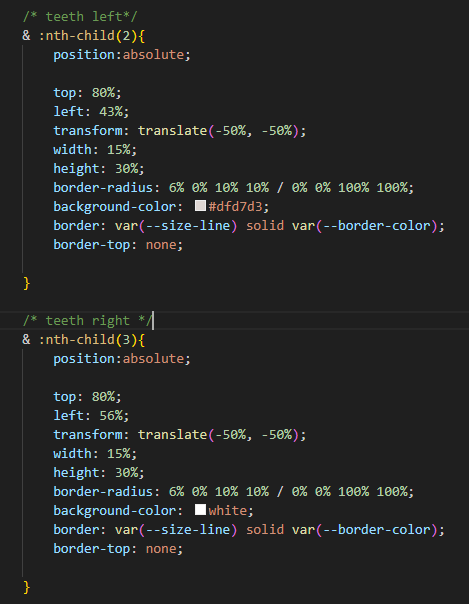 /* teeth left*/
& :nth-child(2){
position:absolute;
top: 80%;
left: 43%;
transform: translate(-50%, -50%);
width: 15%;
height: 30%;
border-radius: 6% 0% 10% 10% / 0% 0% 100% 100%;
background-color: #dfd7d3;
border: var(--size-line) solid var(--border-color);
border-top: none;
}
/* teeth right */
& :nth-child(3){
position:absolute;
top: 80%;
left: 56%;
transform: translate(-50%, -50%);
width: 15%;
height: 30%;
border-radius: 6% 0% 10% 10% / 0% 0% 100% 100%;
background-color: white;
border: var(--size-line) solid var(--border-color);
border-top: none;
}